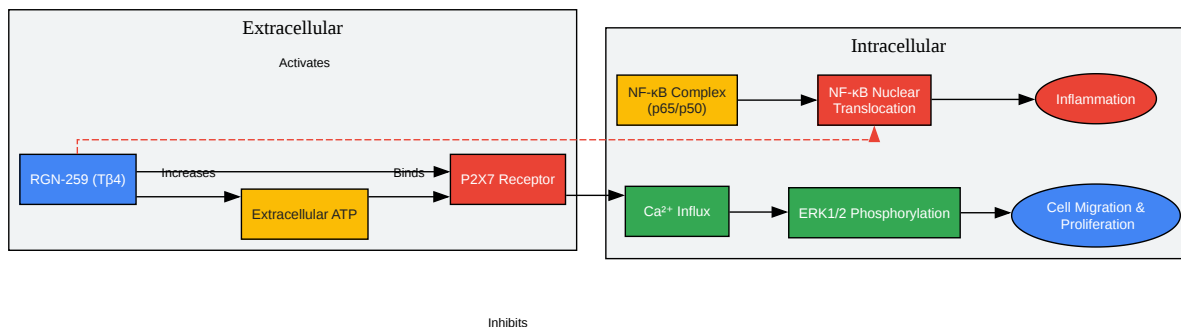 Extracellular
Activates
RGN-259 (Tβ4)
Increases
Extracellular ATP
Binds
P2X7 Receptor
Intracellular
NF-κB Complex
(p65/p50)
NF-κB Nuclear
Translocation
Inflammation
Ca²⁺ Influx
ERK1/2 Phosphorylation
Cell Migration &
Proliferation
Inhibits